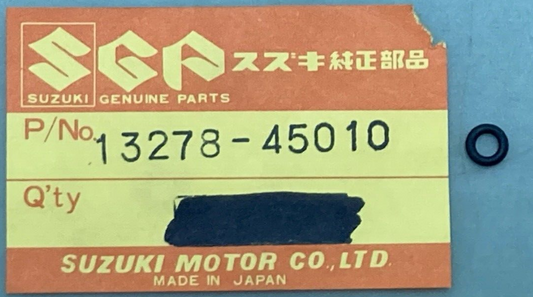 SGP スズキ純正部品
SUZUKI GENUINE PARTS
P/No. 13278-45010
Q'ty
SUZUKI MOTOR CO., LTD.
MADE IN JAPAN